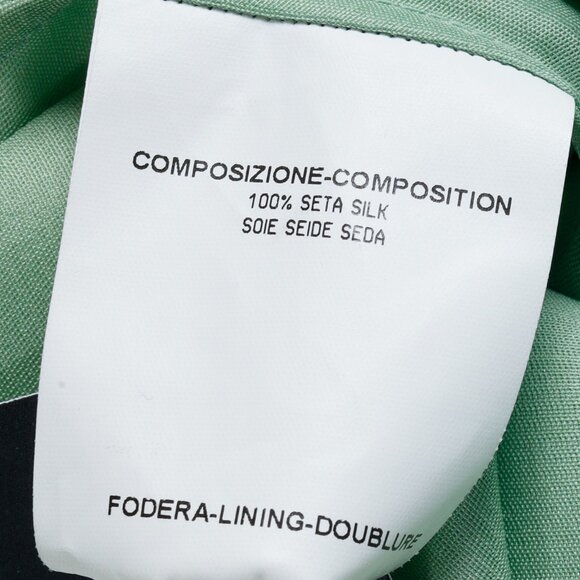 COMPOSIZIONE-COMPOSITION
100% SETA SILK
SOIE SEIDE SEDA
FODERA-LINING-DOUBLURE